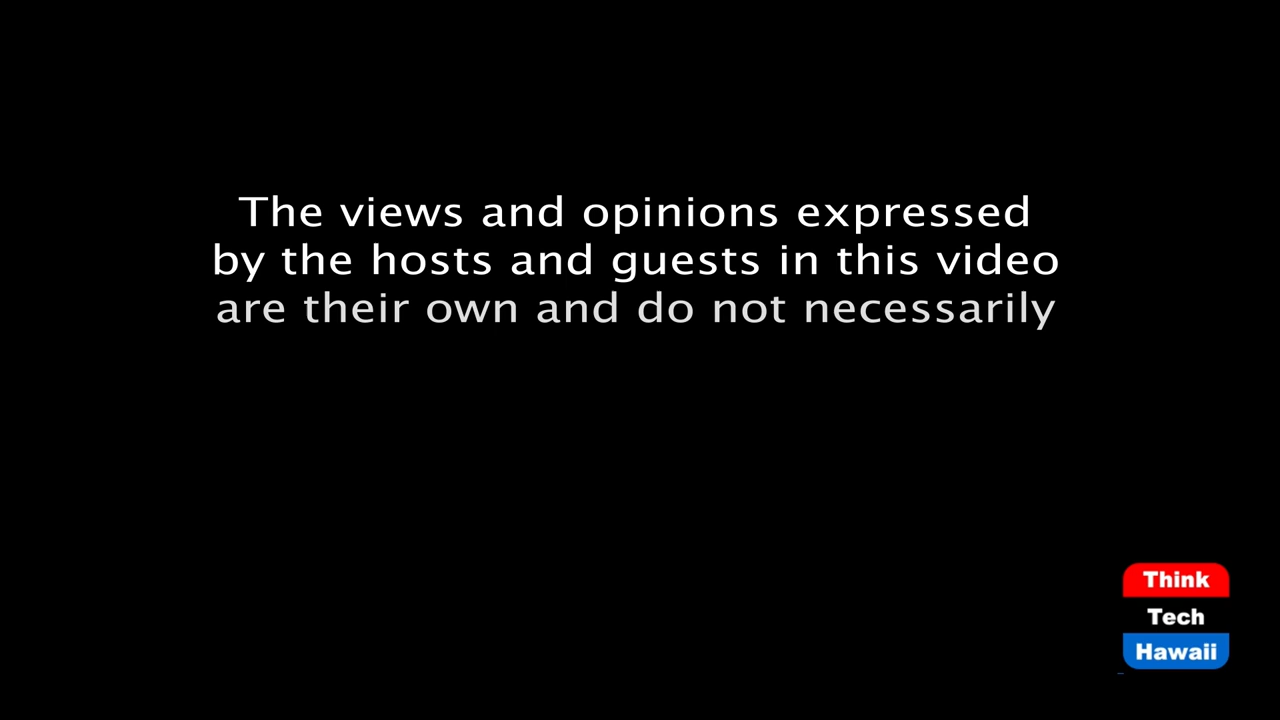 The views and opinions expressed
by the hosts and guests in this video
are their own and do not necessarily
Think
Tech
Hawaii